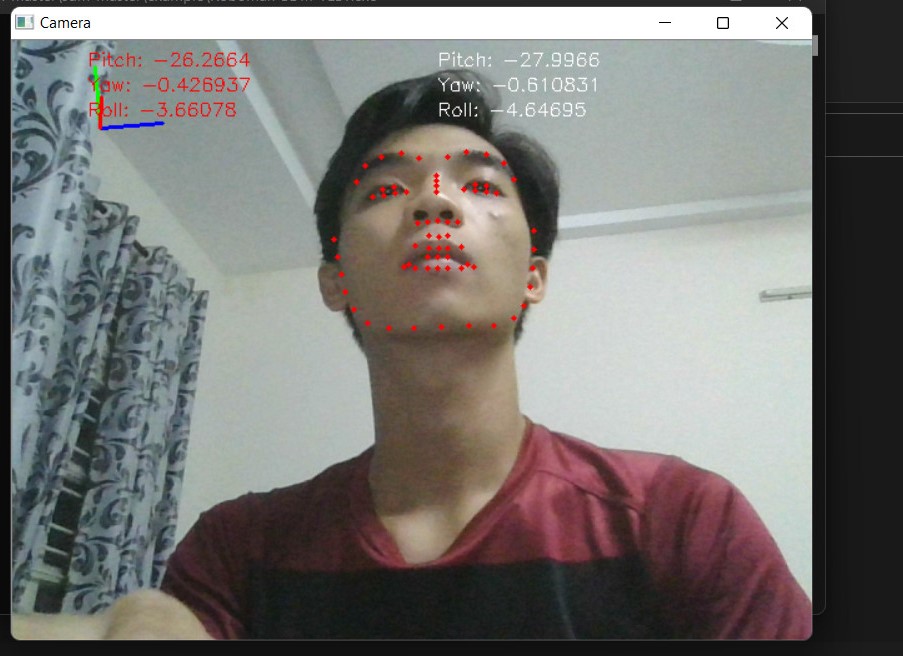 Camera
Pitch: −26.2664
Yaw: −0.426937
Roll: −3.66078
Pitch: −27.9966
Yaw: −0.610831
Roll: −4.64695